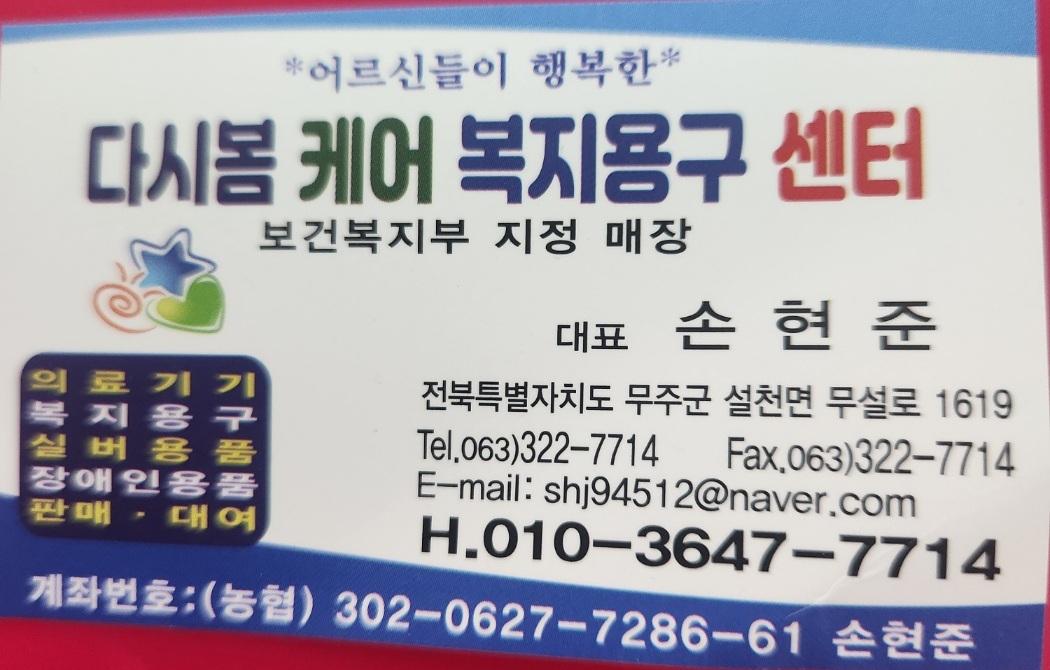 *어르신들이 행복한*
다시봄 케어 복지용구 센터
보건복지부 지정 매장
대표 손 현 준
의 료 기 기
복 지 용 구
실 버 용 품
장애인용품
판매 · 대여
전북특별자치도 무주군 설천면 무설로 1619
Tel.063)322-7714 Fax.063)322-7714
E-mail: shj94512@naver.com
H.010-3647-7714
계좌번호:(농협) 302-0627-7286-61 손현준